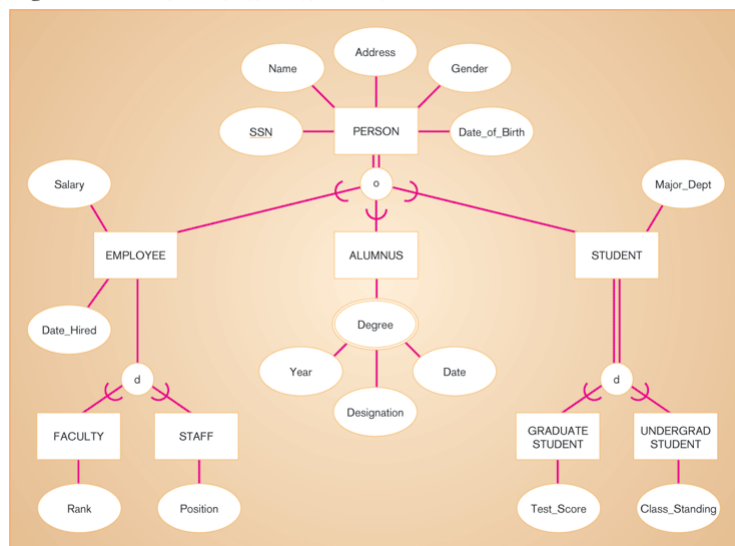 Address
Name
Gender
SSN
PERSON
Date_of_Birth
o
Salary
Major_Dept
EMPLOYEE
ALUMNUS
STUDENT
Date_Hired
Degree
Year
Date
d
d
Designation
FACULTY
STAFF
GRADUATE
STUDENT
UNDERGRAD
STUDENT
Rank
Position
Test_Score
Class_Standing